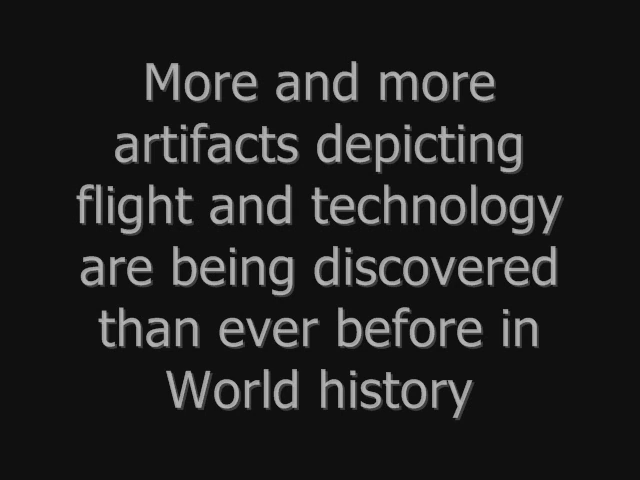 More and more
artifacts depicting
flight and technology
are being discovered
than ever before in
World history